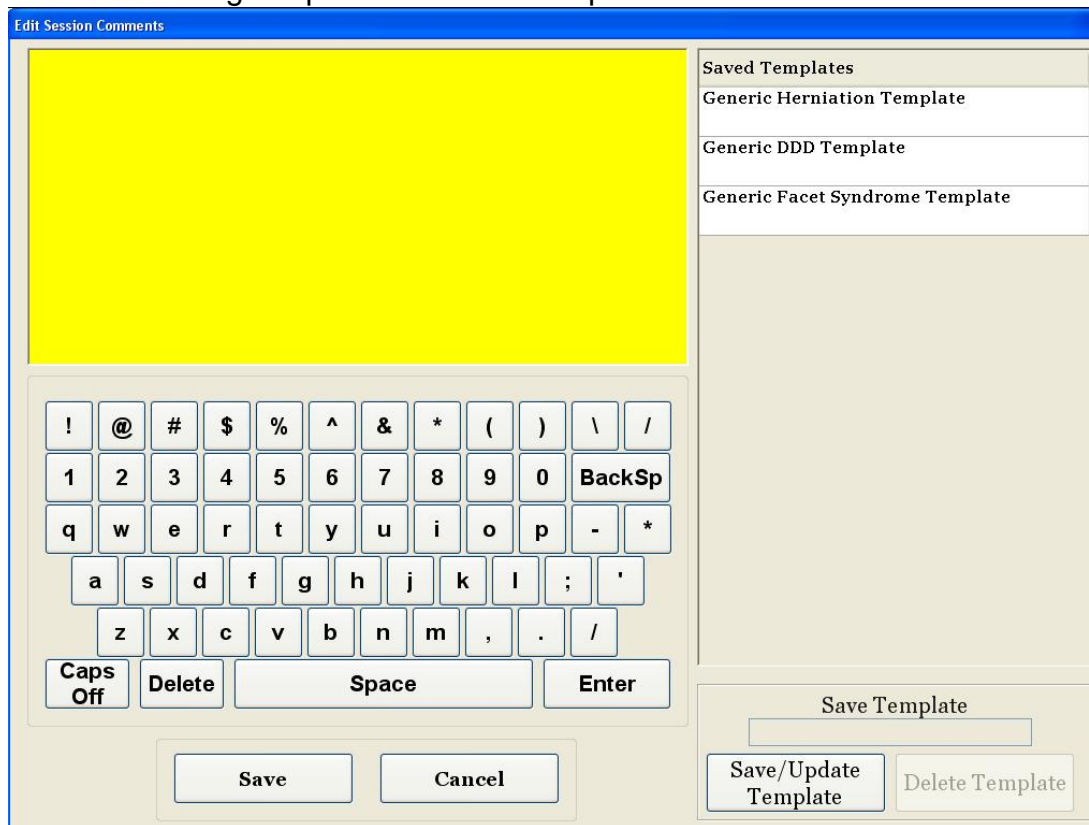 Edit Session Comments
Saved Templates
Generic Herniation Template
Generic DDD Template
Generic Facet Syndrome Template
! @ # $ % ^ & * ( ) \ /
1 2 3 4 5 6 7 8 9 0 BackSp
q w e r t y u i o p - *
a s d f g h j k l ; '
z x c v b n m , . /
Caps
Off
Delete Space Enter
Save Cancel
Save Template
Save/Update
Template
Delete Template